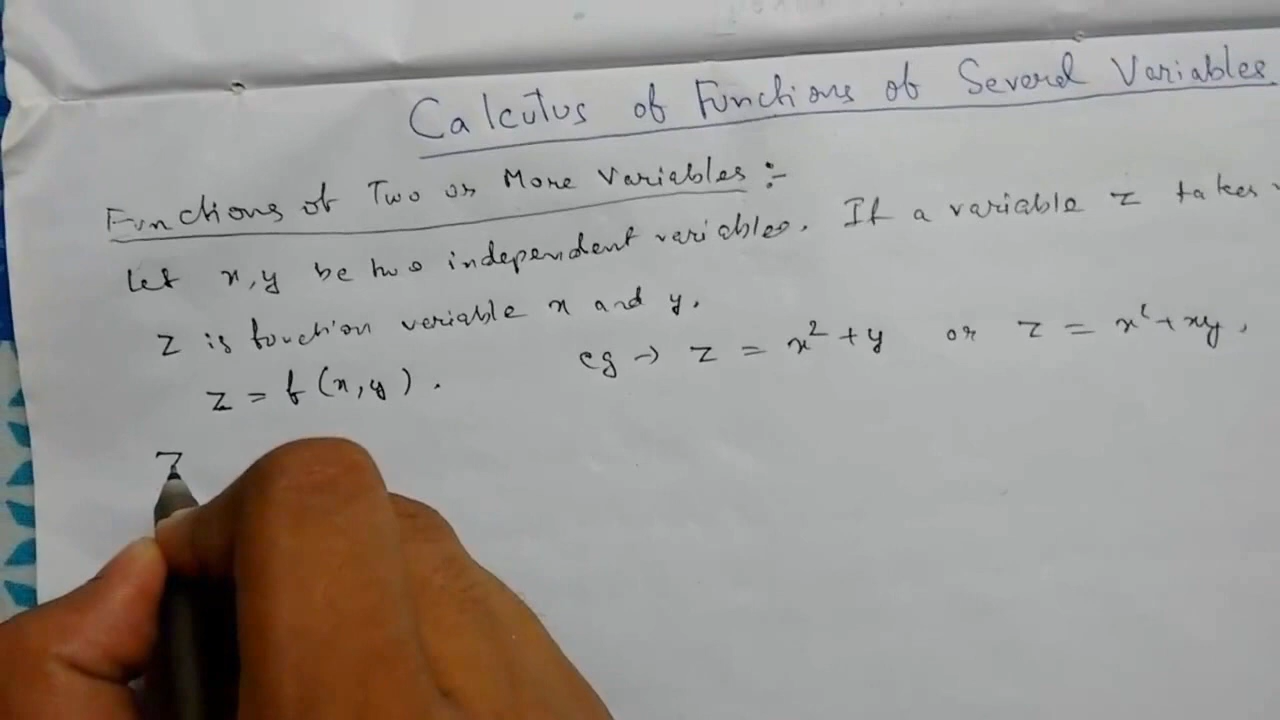 Calculus of Functions of Several Variables
Functions of Two or More Variables :-
Let x, y be two independent variables. If a variable z takes
z is function veriable x and y.
z = f(x, y). eg → z = x² + y or z = x² + xy.
Z